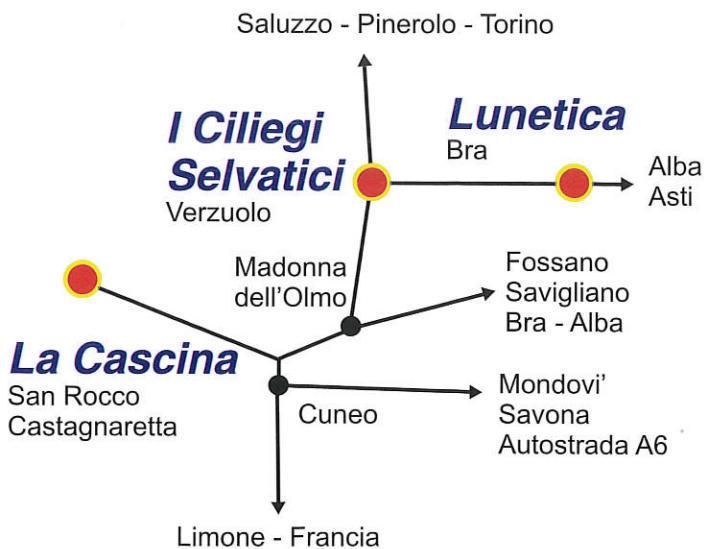 Saluzzo - Pinerolo - Torino
I Ciliegi
Selvatici
Verzuolo
Lunetica
Bra
Alba
Asti
Madonna
dell'Olmo
Fossano
Savigliano
Bra - Alba
La Cascina
San Rocco
Castagnaretta
Cuneo
Mondovi'
Savona
Autostrada A6
Limone - Francia